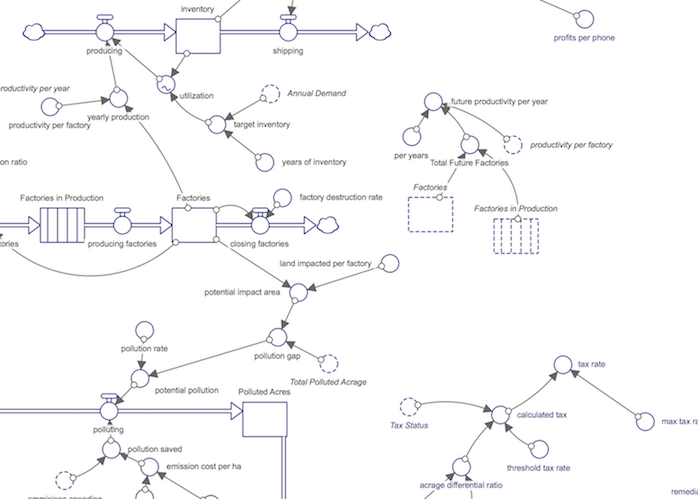 inventory
profits per phone
producing
shipping
roductivity per year
utilization
Annual Demand
future productivity per year
productivity per factory
yearly production
target inventory
productivity per factory
per years
Total Future Factories
on ratio
years of inventory
Factories
Factories in Production
Factories
factory destruction rate
Factories in Production
tories
producing factories
closing factories
land impacted per factory
potential impact area
pollution rate
pollution gap
tax rate
Total Polluted Acrage
potential pollution
Polluted Acres
calculated tax
Tax Status
max tax ra
polluting
pollution saved
emission cost per ha
threshold tax rate
acrage differential ratio
emmisions spending
remedia